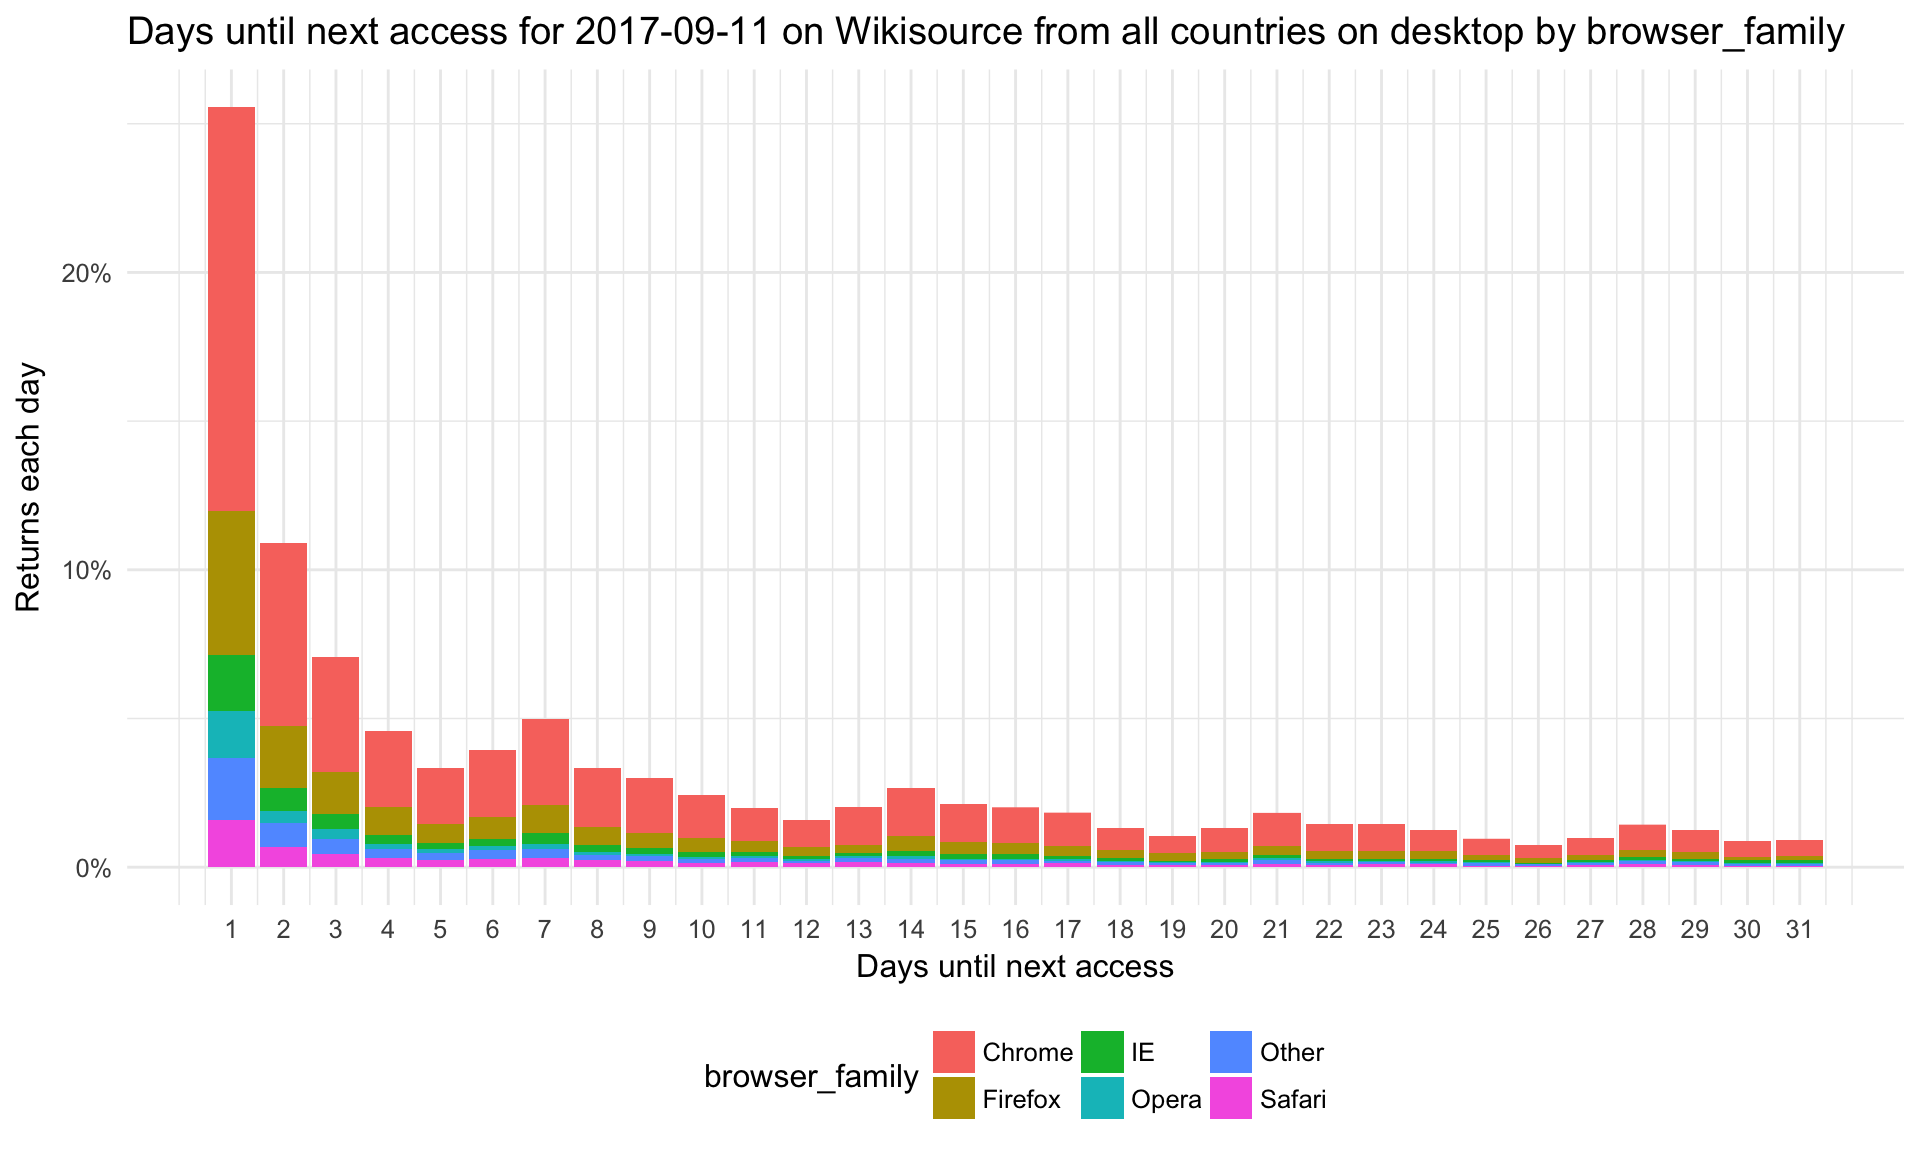 Days until next access for 2017-09-11 on Wikisource from all countries on desktop by browser_family
Returns each day
20%
10%
0%
1 2 3 4 5 6 7 8 9 10 11 12 13 14 15 16 17 18 19 20 21 22 23 24 25 26 27 28 29 30 31
Days until next access
browser_family
Chrome IE Other
Firefox Opera Safari